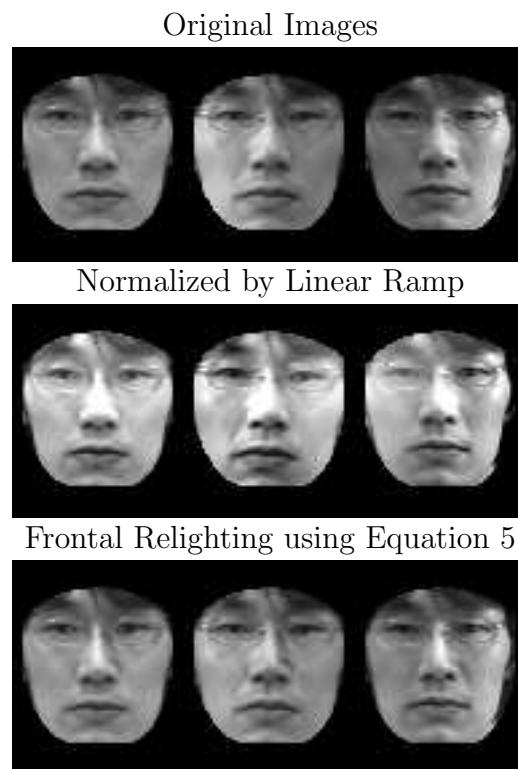 Original Images
Normalized by Linear Ramp
Frontal Relighting using Equation 5